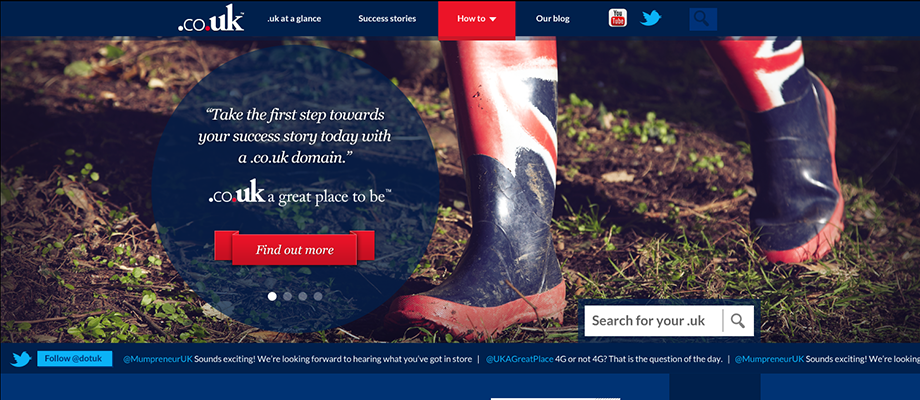 .co.uk™
.uk at a glance Success stories How to Our blog You Tube
“Take the first step towards
your success story today with
a .co.uk domain.”
.co.uk a great place to be™
Find out more
Search for your .uk
Follow @dotuk @MumpreneurUK Sounds exciting! We’re looking forward to hearing what you’ve got in store | @UKAGreatPlace 4G or not 4G? That is the question of the day. | @MumpreneurUK Sounds exciting! We’re looking